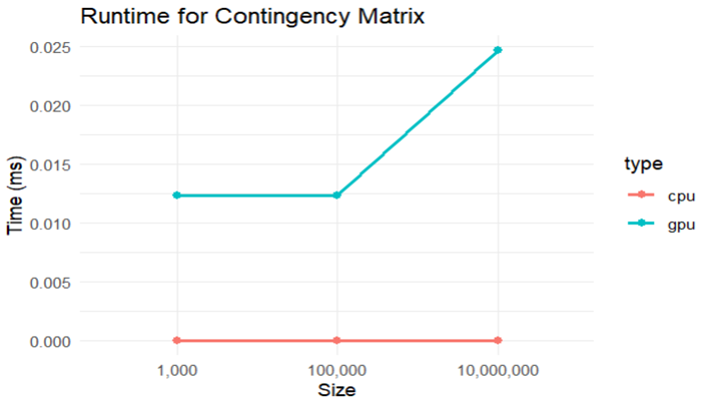 Runtime for Contingency Matrix
Time (ms)
0.025
0.020
0.015
0.010
0.005
0.000
1,000 100,000 10,000,000
Size
type
cpu
gpu